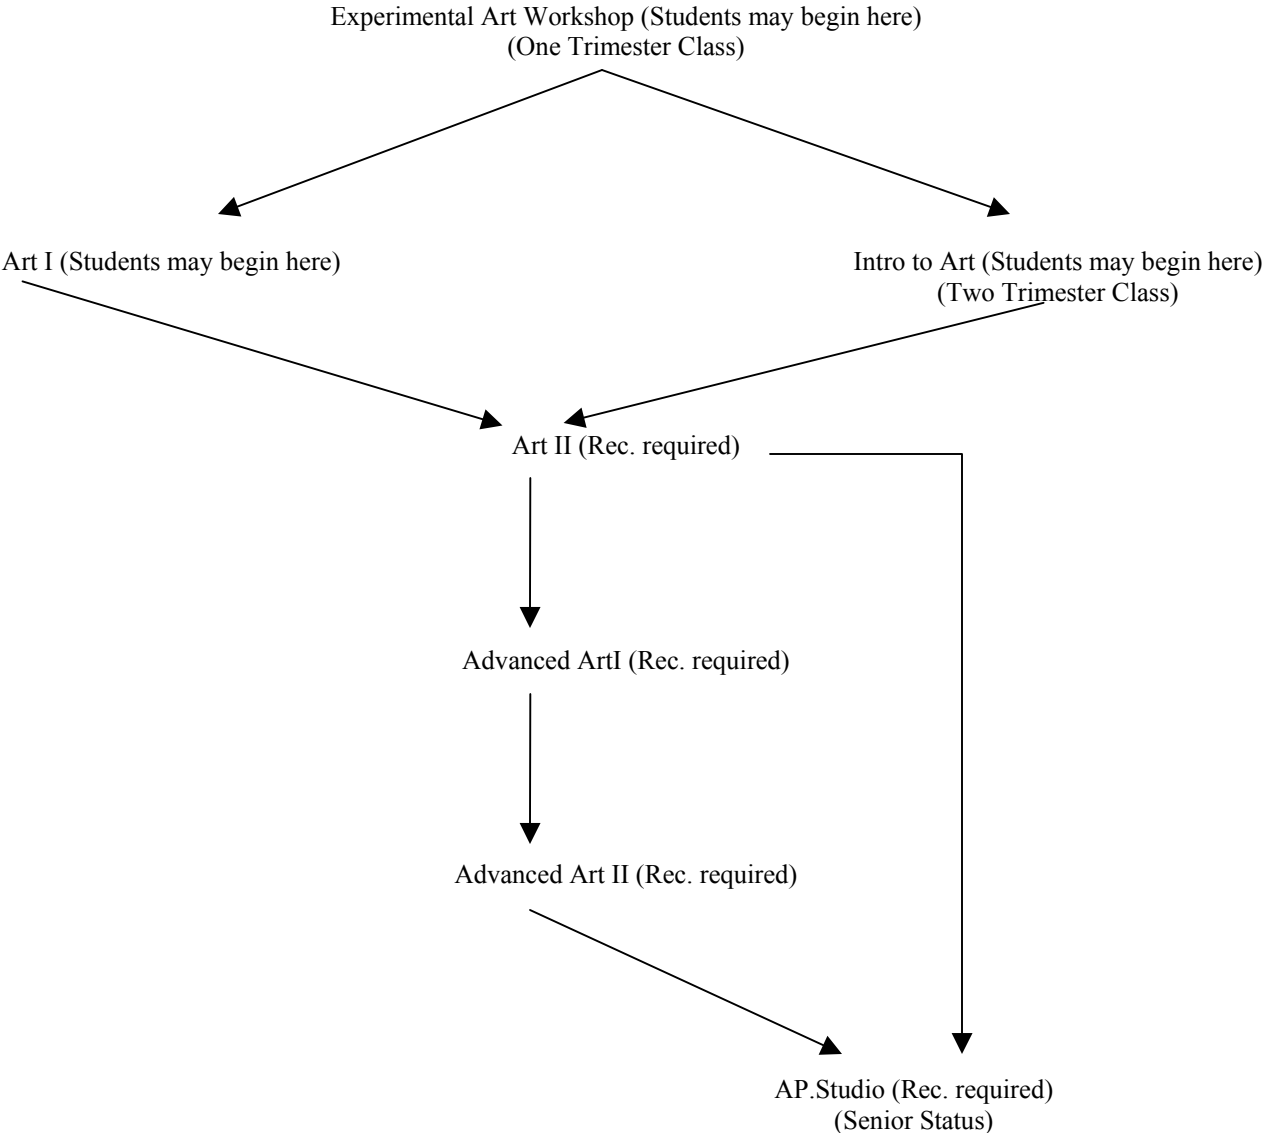 Experimental Art Workshop (Students may begin here)
(One Trimester Class)
Art I (Students may begin here)
Intro to Art (Students may begin here)
(Two Trimester Class)
Art II (Rec. required)
Advanced ArtI (Rec. required)
Advanced Art II (Rec. required)
AP.Studio (Rec. required)
(Senior Status)